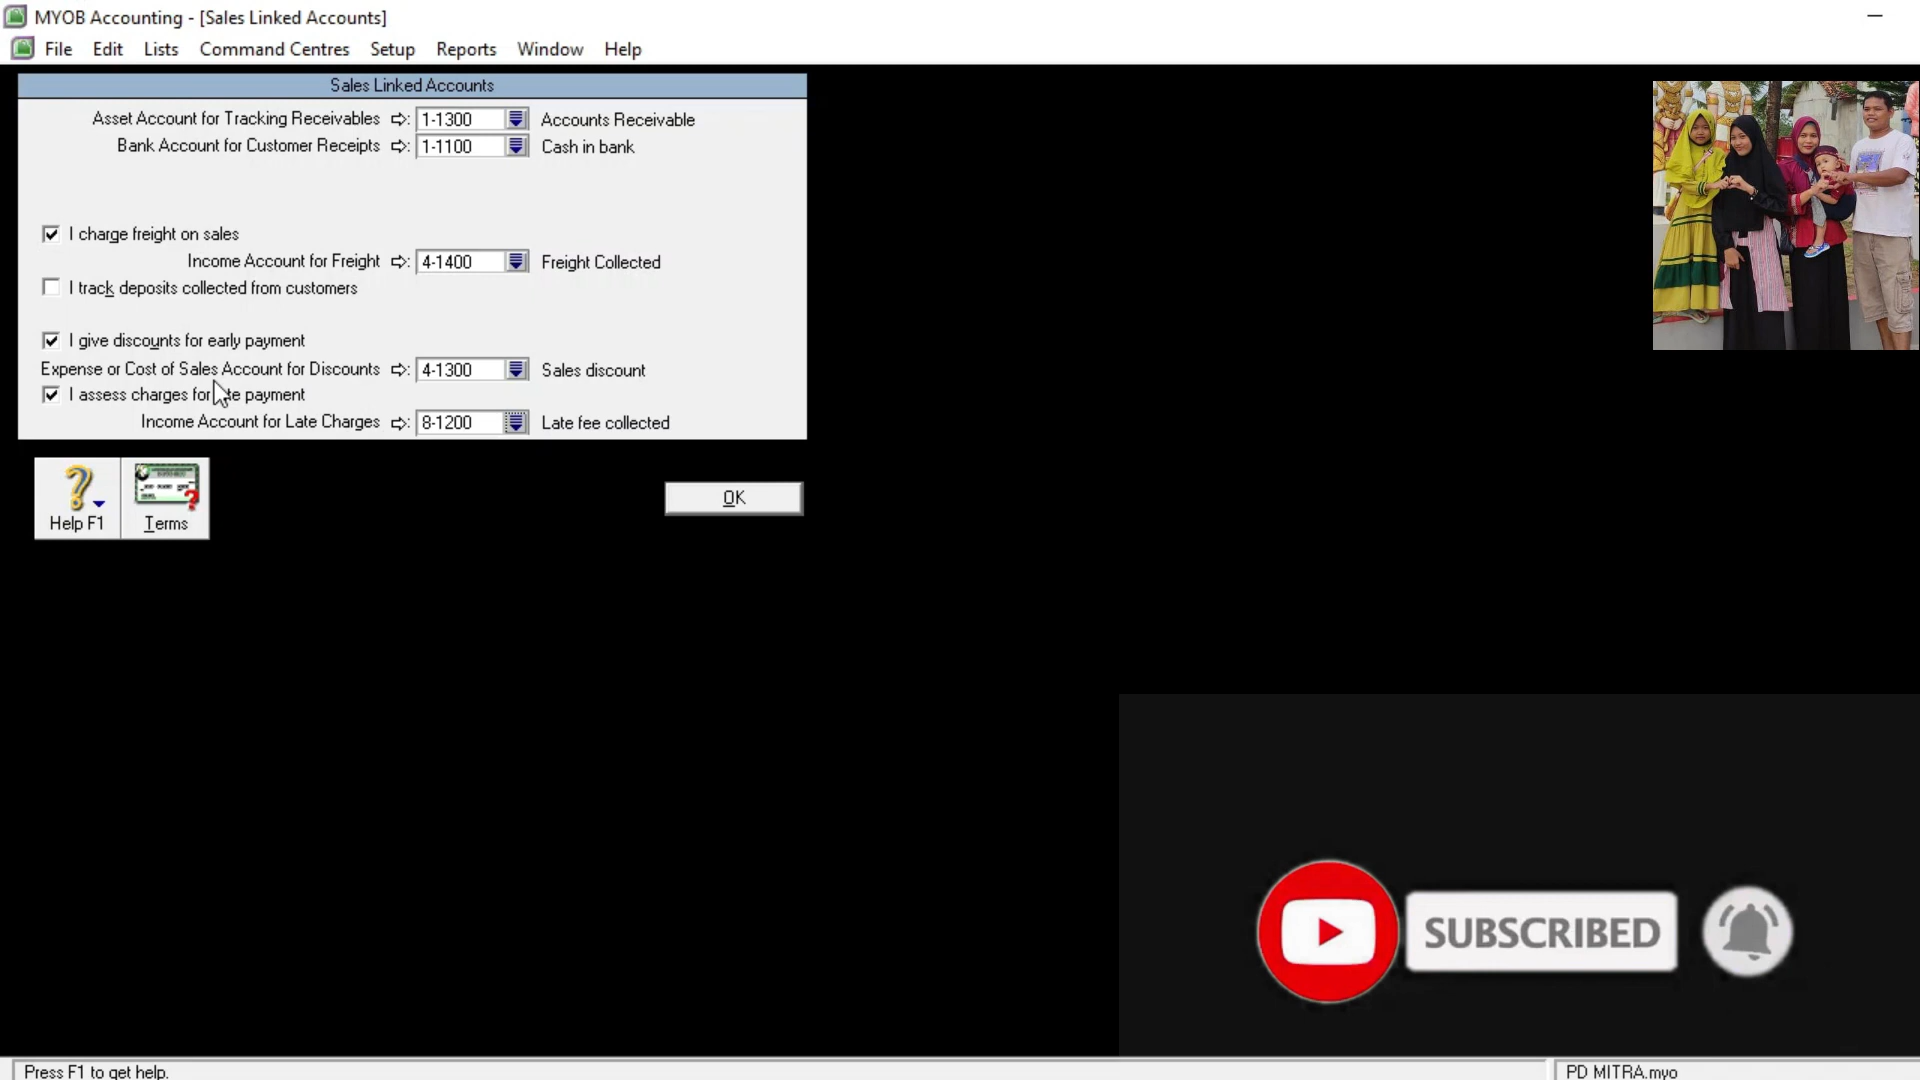 MYOB Accounting - [Sales Linked Accounts]
File Edit Lists Command Centres Setup Reports Window Help
Sales Linked Accounts
Asset Account for Tracking Receivables 1-1300 Accounts Receivable
Bank Account for Customer Receipts 1-1100 Cash in bank
I charge freight on sales
Income Account for Freight 4-1400 Freight Collected
I track deposits collected from customers
I give discounts for early payment
Expense or Cost of Sales Account for Discounts 4-1300 Sales discount
I assess charges for late payment
Income Account for Late Charges 8-1200 Late fee collected
Help F1 Terms OK
SUBSCRIBED
Press F1 to get help. PD MITRA.myo